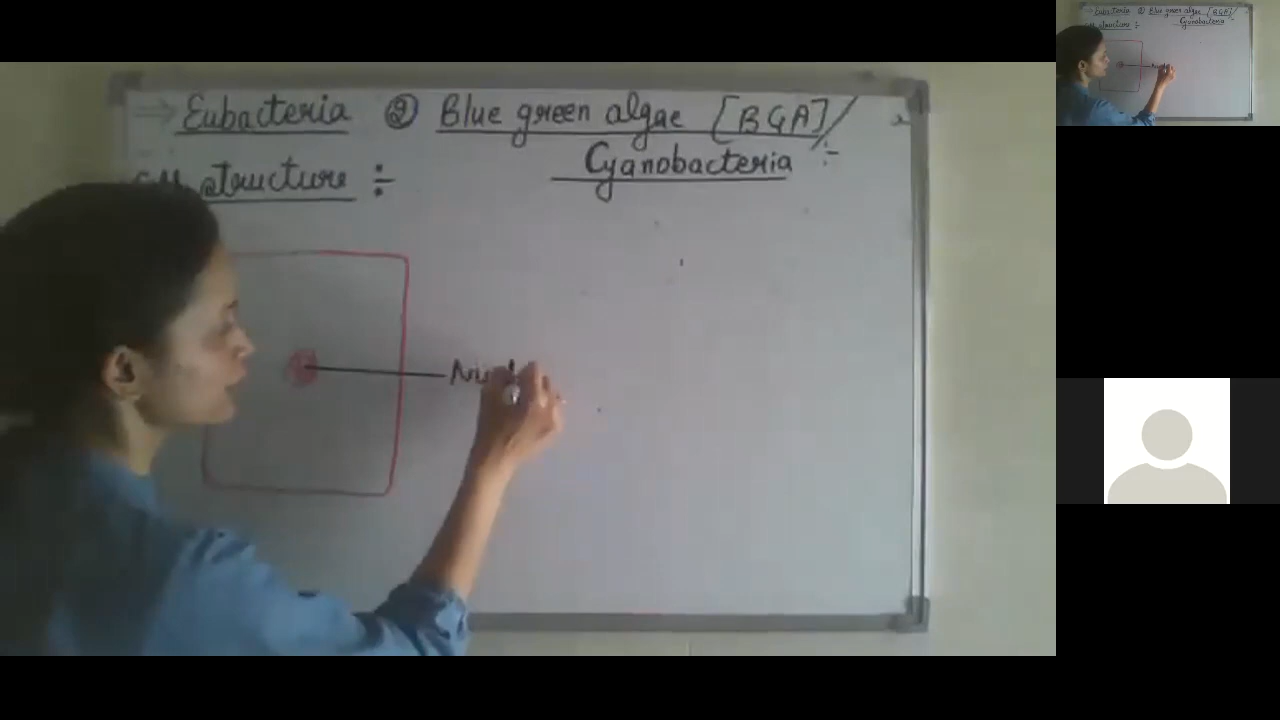 ⇒ Eubacteria ② Blue green algae [BGA]/
Cyanobacteria :-
structure ÷